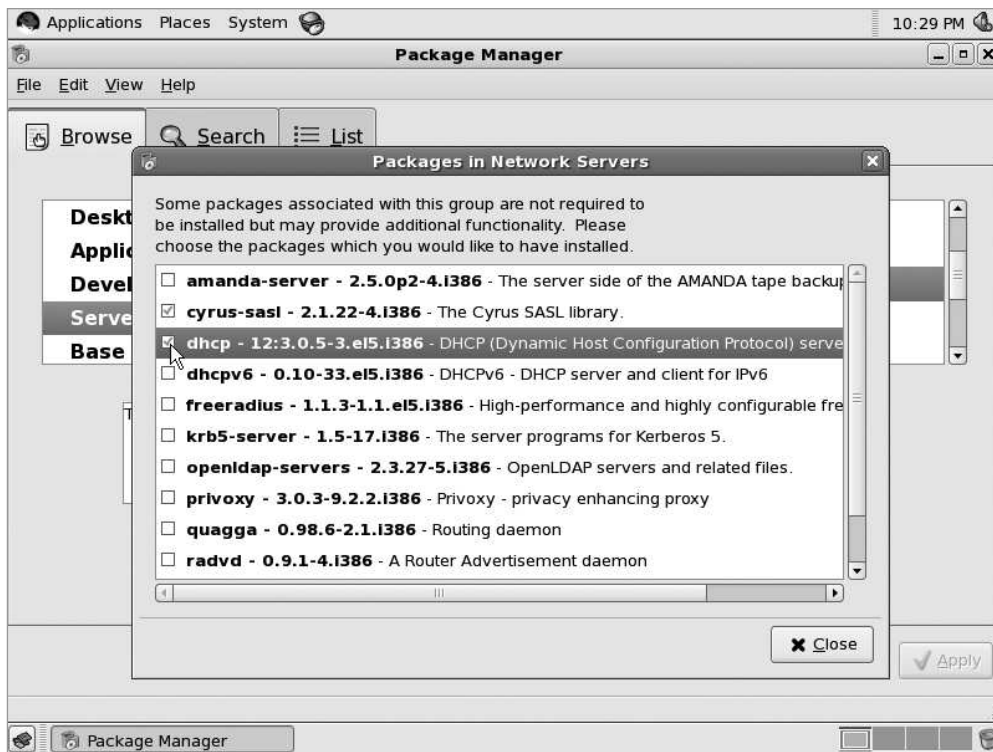 Applications Places System 10:29 PM
Package Manager
File Edit View Help
Browse Search List
Packages in Network Servers
Some packages associated with this group are not required to
be installed but may provide additional functionality. Please
choose the packages which you would like to have installed.
Deskt
Applic
Devel
Serve
Base
T
amanda-server - 2.5.0p2-4.i386 - The server side of the AMANDA tape backup
cyrus-sasl - 2.1.22-4.i386 - The Cyrus SASL library.
dhcp - 12:3.0.5-3.el5.i386 - DHCP (Dynamic Host Configuration Protocol) serve
dhcpv6 - 0.10-33.el5.i386 - DHCPv6 - DHCP server and client for IPv6
freeradius - 1.1.3-1.1.el5.i386 - High-performance and highly configurable fre
krb5-server - 1.5-17.i386 - The server programs for Kerberos 5.
openldap-servers - 2.3.27-5.i386 - OpenLDAP servers and related files.
privoxy - 3.0.3-9.2.2.i386 - Privoxy - privacy enhancing proxy
quagga - 0.98.6-2.1.i386 - Routing daemon
radvd - 0.9.1-4.i386 - A Router Advertisement daemon
Close
Apply
Package Manager